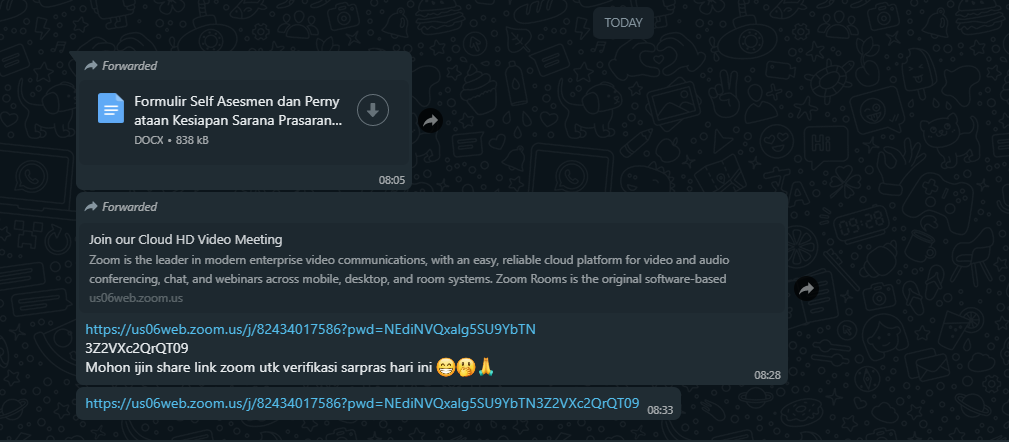 TODAY
Forwarded
Formulir Self Asesmen dan Perny
ataan Kesiapan Sarana Prasaran...
DOCX • 838 kB
08:05
Forwarded
Join our Cloud HD Video Meeting
Zoom is the leader in modern enterprise video communications, with an easy, reliable cloud platform for video and audio
conferencing, chat, and webinars across mobile, desktop, and room systems. Zoom Rooms is the original software-based
us06web.zoom.us
https://us06web.zoom.us/j/82434017586?pwd=NEdiNVQxalg5SU9YbTN
3Z2VXc2QrQT09
Mohon ijin share link zoom utk verifikasi sarpras hari ini 😁🤭🙏
08:28
https://us06web.zoom.us/j/82434017586?pwd=NEdiNVQxalg5SU9YbTN3Z2VXc2QrQT09 08:33